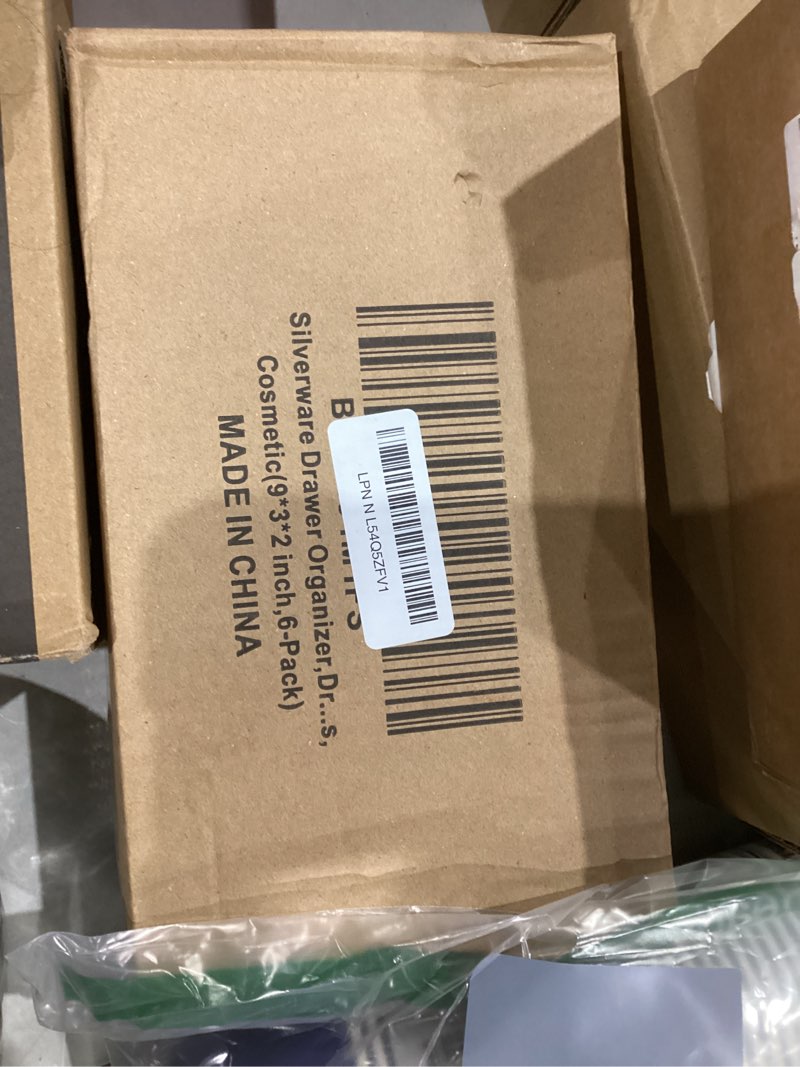 LPN N L54Q5ZFV1
Silverware Drawer Organizer,Dr...s,
Cosmetic(9*3*2 inch,6-Pack)
MADE IN CHINA